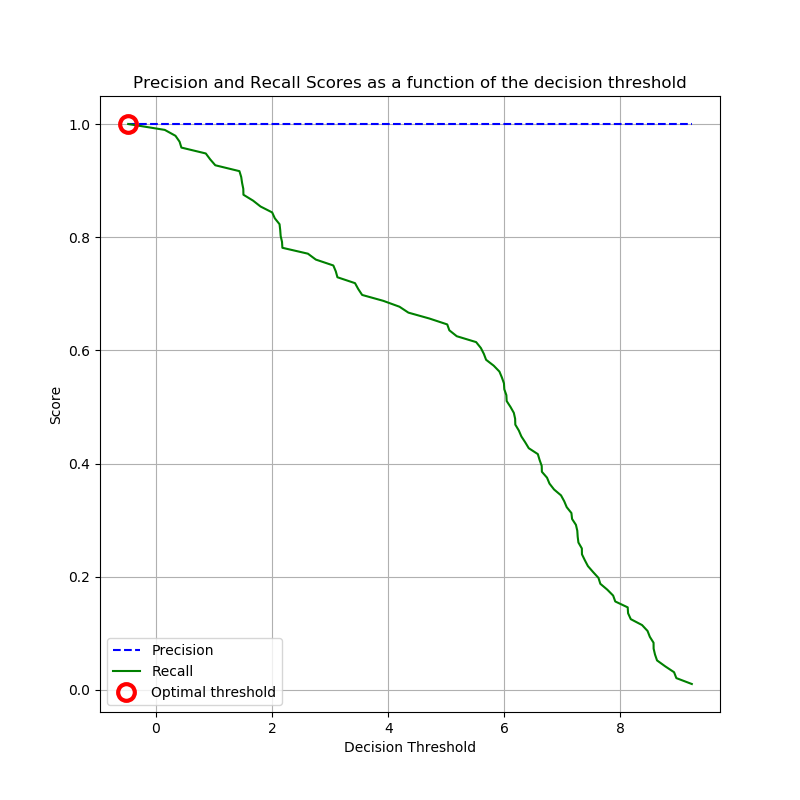 Precision and Recall Scores as a function of the decision threshold
1.0
0.8
0.6
0.4
0.2
0.0
Score
Precision
Recall
Optimal threshold
0 2 4 6 8
Decision Threshold